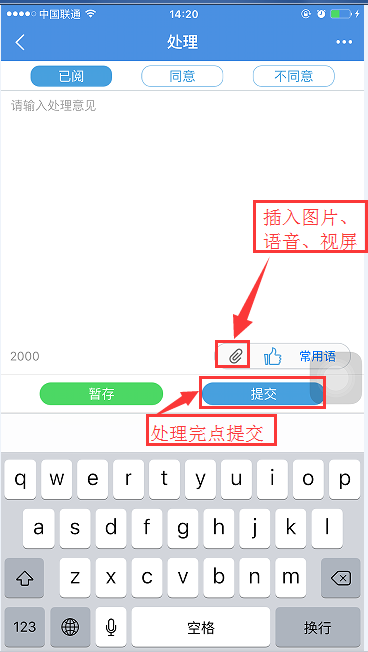 中国联通 14:20
处理
已阅 同意 不同意
请输入处理意见
插入图片、
语音、视屏
2000 常用语
暂存 提交
处理完点提交
q w e r t y u i o p
a s d f g h j k l
z x c v b n m
123 空格 换行